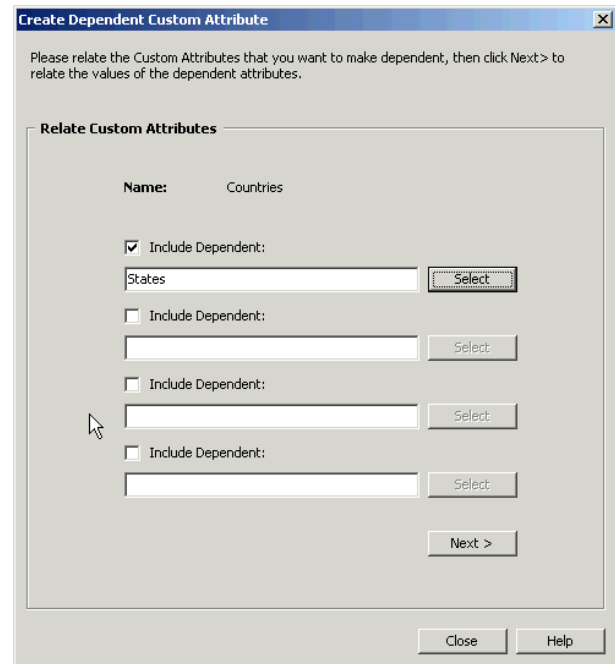 Create Dependent Custom Attribute
Please relate the Custom Attributes that you want to make dependent, then click Next> to
relate the values of the dependent attributes.
Relate Custom Attributes
Name: Countries
Include Dependent:
States Select
Include Dependent:
Select
Include Dependent:
Select
Include Dependent:
Select
Next >
Close Help